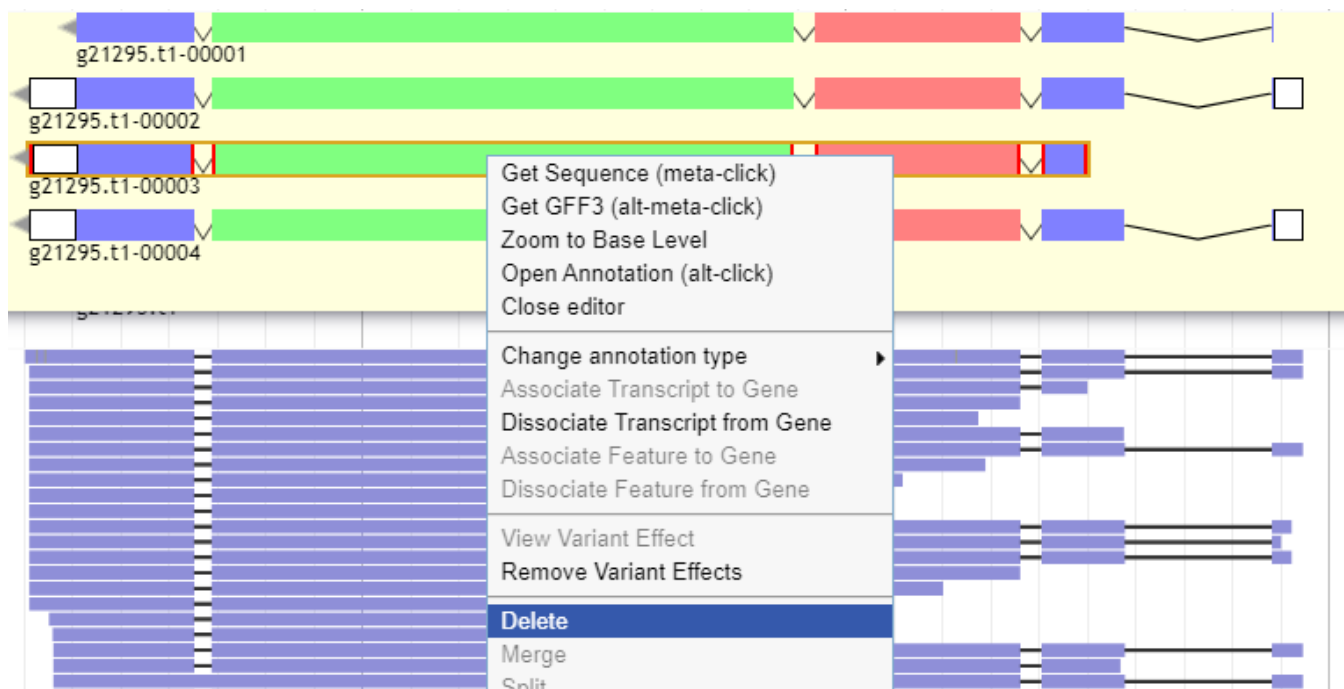 g21295.t1-00001
g21295.t1-00002
g21295.t1-00003
g21295.t1-00004
g21295.t1
Get Sequence (meta-click)
Get GFF3 (alt-meta-click)
Zoom to Base Level
Open Annotation (alt-click)
Close editor
Change annotation type
Associate Transcript to Gene
Dissociate Transcript from Gene
Associate Feature to Gene
Dissociate Feature from Gene
View Variant Effect
Remove Variant Effects
Delete
Merge
Split